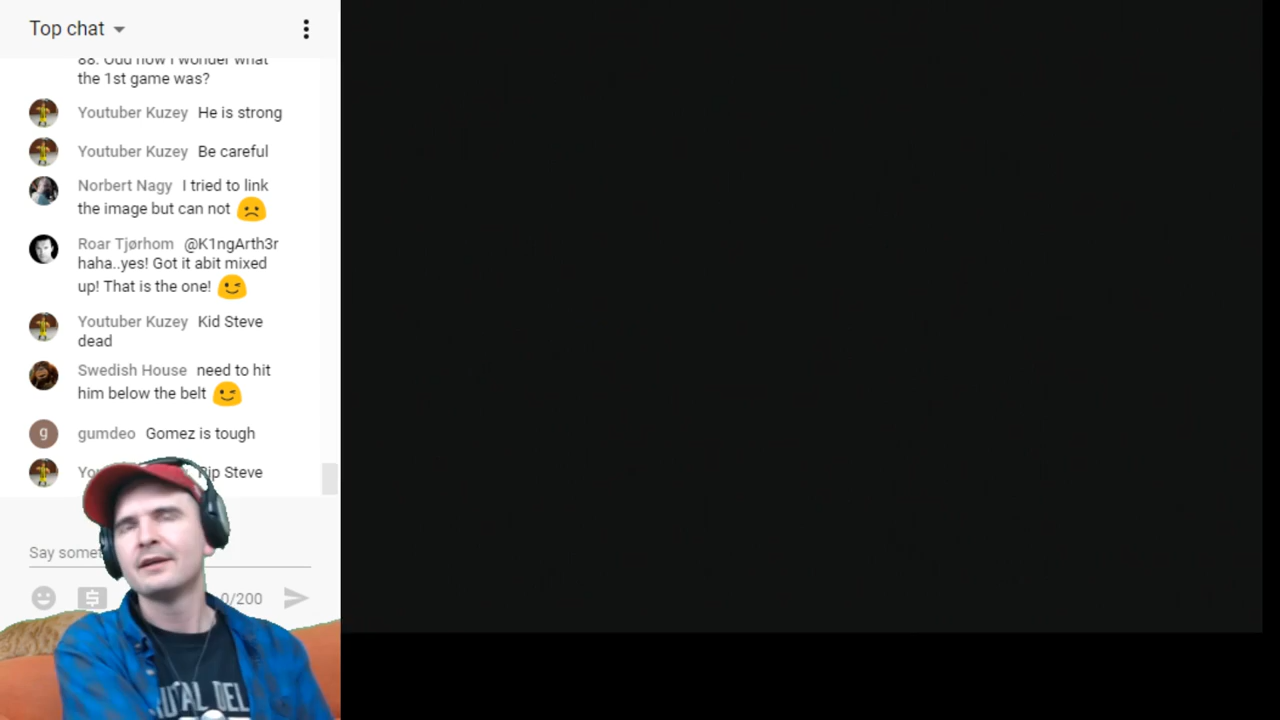 Top chat
88. Odd now I wonder what
the 1st game was?
Youtuber Kuzey He is strong
Youtuber Kuzey Be careful
Norbert Nagy I tried to link
the image but can not
Roar Tjørhom @K1ngArth3r
haha..yes! Got it abit mixed
up! That is the one!
Youtuber Kuzey Kid Steve
dead
Swedish House need to hit
him below the belt
g gumdeo Gomez is tough
Rip Steve
Say
0/200